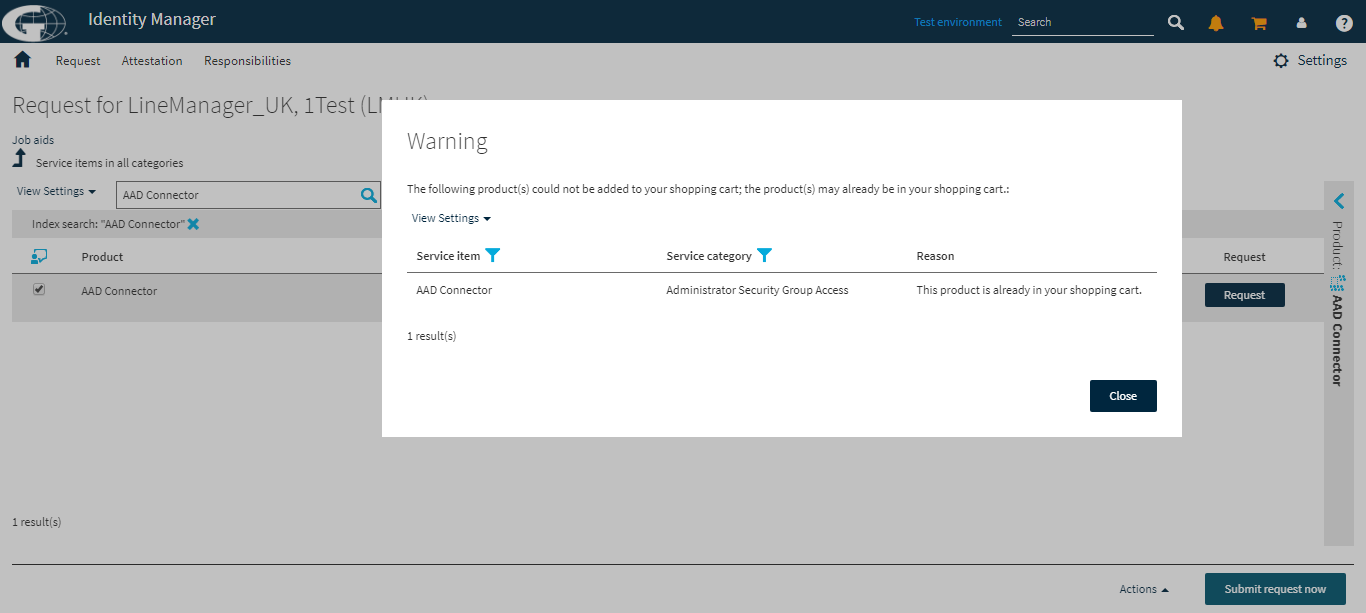 Identity Manager
Test environment
Search
Request
Attestation
Responsibilities
Settings
Request for LineManager_UK, 1Test
Job aids
Service items in all categories
View Settings
AAD Connector
Index search: "AAD Connector"
Product
Request
AAD Connector
Request
Product:
AAD Connector
Warning
The following product(s) could not be added to your shopping cart; the product(s) may already be in your shopping cart.:
View Settings
Service item Service category Reason
AAD Connector Administrator Security Group Access This product is already in your shopping cart.
1 result(s)
Close
1 result(s)
Actions
Submit request now